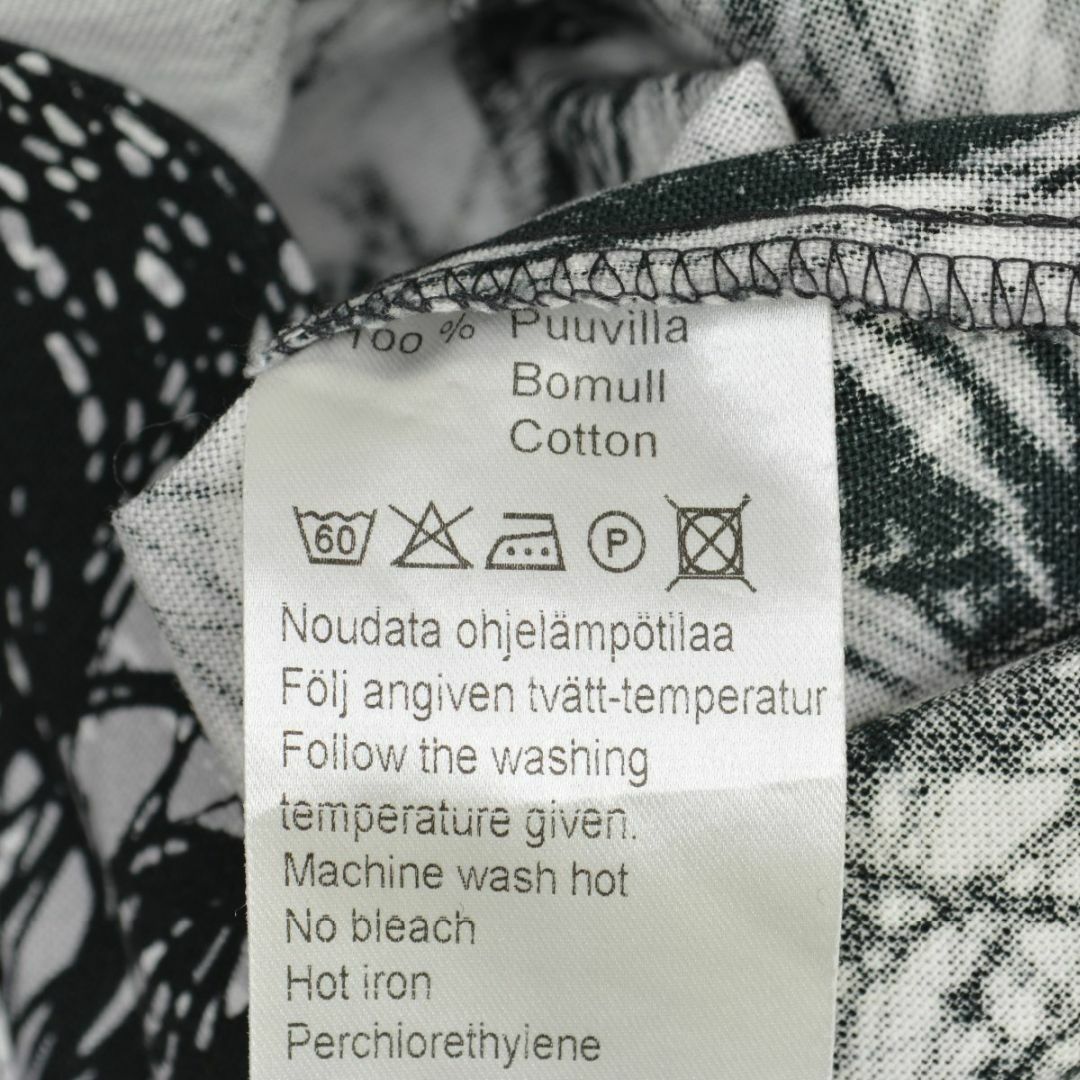 100 % Puuvilla
Bomull
Cotton
60 P
Noudata ohjelämpötilaa
Följ angiven tvätt-temperatur
Follow the washing
temperature given.
Machine wash hot
No bleach
Hot iron
Perchlorethylene